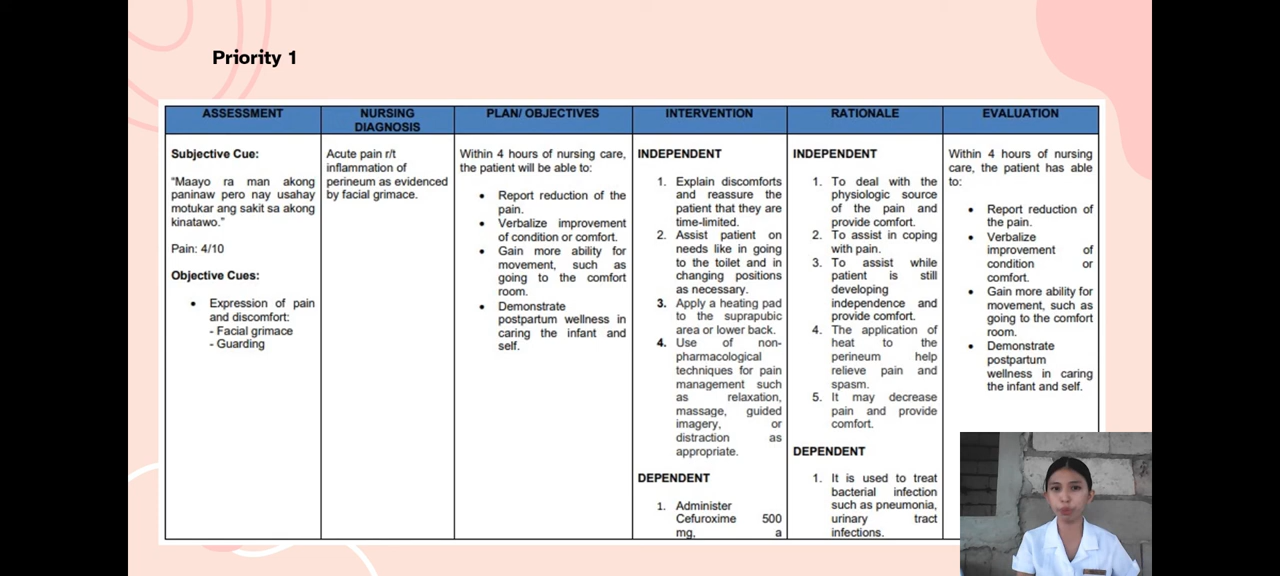 Priority 1
ASSESSMENT
NURSING
DIAGNOSIS
PLAN/ OBJECTIVES
INTERVENTION
RATIONALE
EVALUATION
Subjective Cue:
"Maayo ra man akong
paninaw pero nay usahay
motukar ang sakit sa akong
kinatawo."
Pain: 4/10
Objective Cues:
• Expression of pain
and discomfort:
- Facial grimace
- Guarding
Acute pain r/t
inflammation of
perineum as evidenced
by facial grimace.
Within 4 hours of nursing care,
the patient will be able to:
• Report reduction of the
pain.
• Verbalize improvement
of condition or comfort.
• Gain more ability for
movement, such as
going to the comfort
room.
• Demonstrate
postpartum wellness in
caring the infant and
self.
INDEPENDENT
1. Explain discomforts
and reassure the
patient that they are
time-limited.
2. Assist patient on
needs like in going
to the toilet and in
changing positions
as necessary.
3. Apply a heating pad
to the suprapubic
area or lower back.
4. Use of non-
pharmacological
techniques for pain
management such
as relaxation,
massage, guided
imagery, or
distraction as
appropriate.
DEPENDENT
1. Administer
Cefuroxime 500
mg, a
INDEPENDENT
1. To deal with the
physiologic source
of the pain and
provide comfort.
2. To assist in coping
with pain.
3. To assist while
patient is still
developing
independence and
provide comfort.
4. The application of
heat to the
perineum help
relieve pain and
spasm.
5. It may decrease
pain and provide
comfort.
DEPENDENT
1. It is used to treat
bacterial infection
such as pneumonia,
urinary tract
infections.
Within 4 hours of nursing
care, the patient has able
to:
• Report reduction of
the pain.
• Verbalize
improvement of
condition or
comfort.
• Gain more ability for
movement, such as
going to the comfort
room.
• Demonstrate
postpartum
wellness in caring
the infant and self.